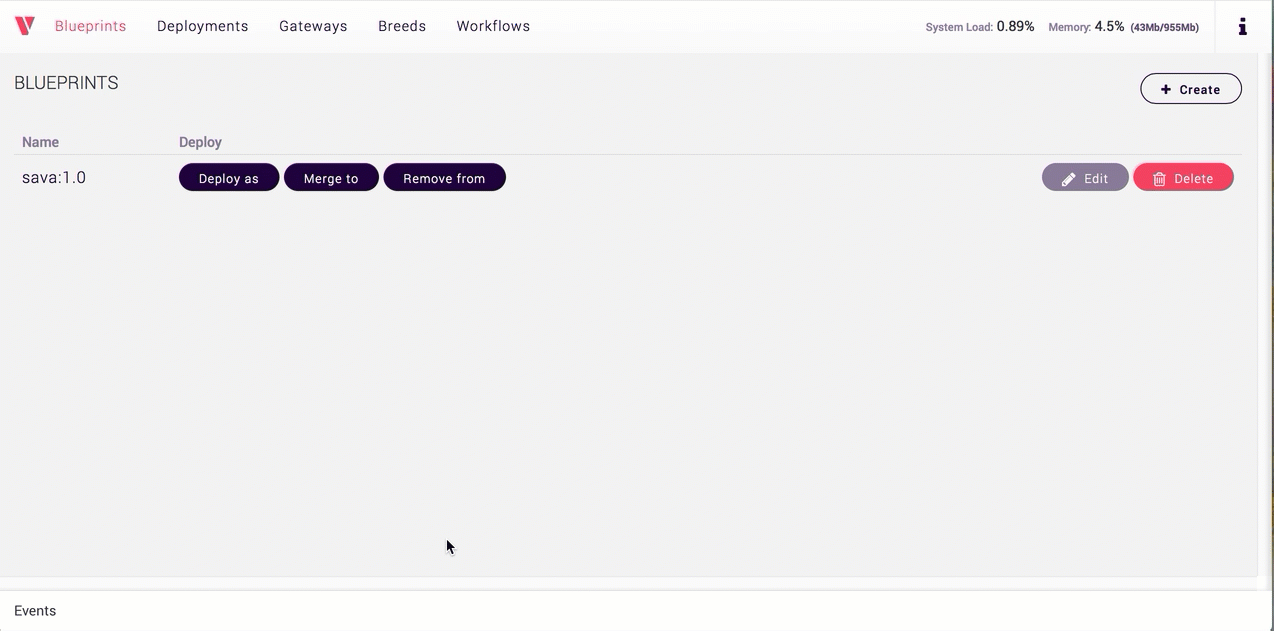 Blueprints Deployments Gateways Breeds Workflows System Load: 0.89% Memory: 4.5% (43Mb/955Mb)
BLUEPRINTS
+ Create
Name Deploy
sava:1.0 Deploy as Merge to Remove from Edit Delete
Events